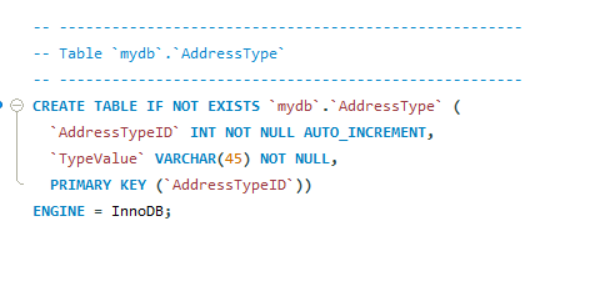 -- -----------------------------------------------------
-- Table `mydb`.`AddressType`
-- -----------------------------------------------------
CREATE TABLE IF NOT EXISTS `mydb`.`AddressType` (
  `AddressTypeID` INT NOT NULL AUTO_INCREMENT,
  `TypeValue` VARCHAR(45) NOT NULL,
  PRIMARY KEY (`AddressTypeID`))
ENGINE = InnoDB;